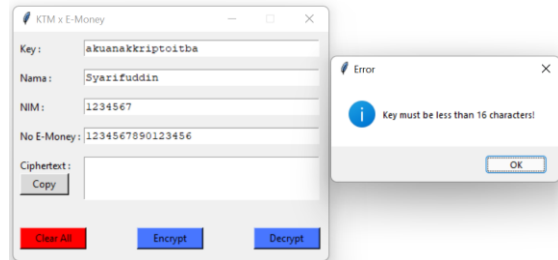 KTM x E-Money
Key :
akuanakkriptoitba
Nama :
Syarifuddin
NIM :
1234567
No E-Money :
1234567890123456
Ciphertext :
Copy
Clear All
Encrypt
Decrypt
Error
Key must be less than 16 characters!
OK